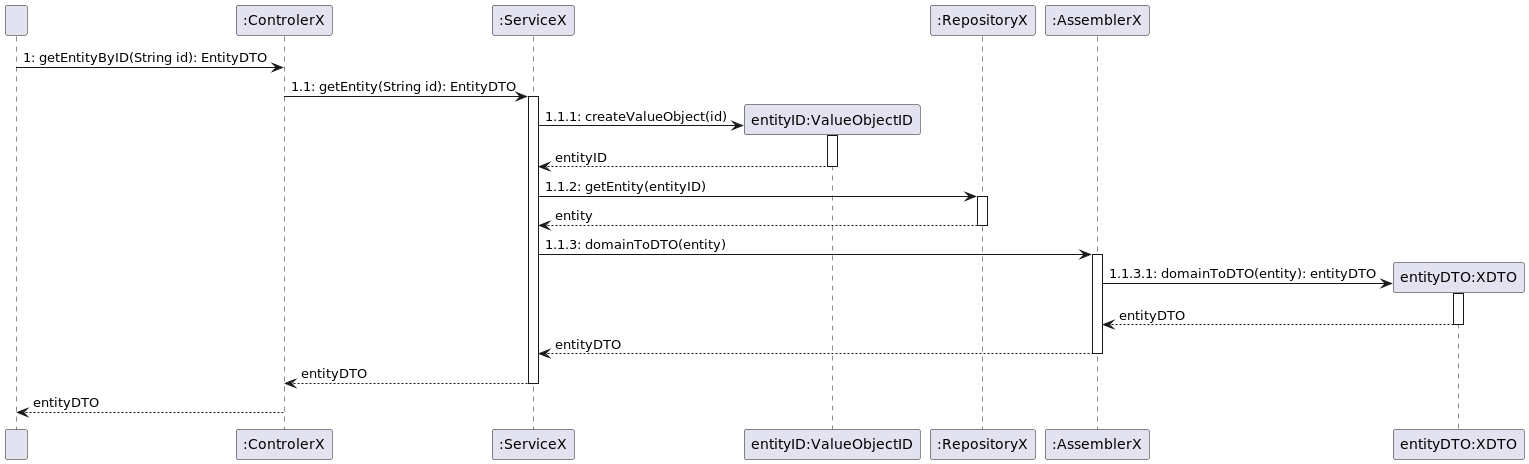 :ControlerX
:ServiceX
:RepositoryX
:AssemblerX
1: getEntityByID(String id): EntityDTO
1.1: getEntity(String id): EntityDTO
1.1.1: createValueObject(id)
entityID:ValueObjectID
entityID
1.1.2: getEntity(entityID)
entity
1.1.3: domainToDTO(entity)
1.1.3.1: domainToDTO(entity): entityDTO
entityDTO:XDTO
entityDTO
entityDTO
entityDTO
entityDTO
:ControlerX
:ServiceX
entityID:ValueObjectID
:RepositoryX
:AssemblerX
entityDTO:XDTO